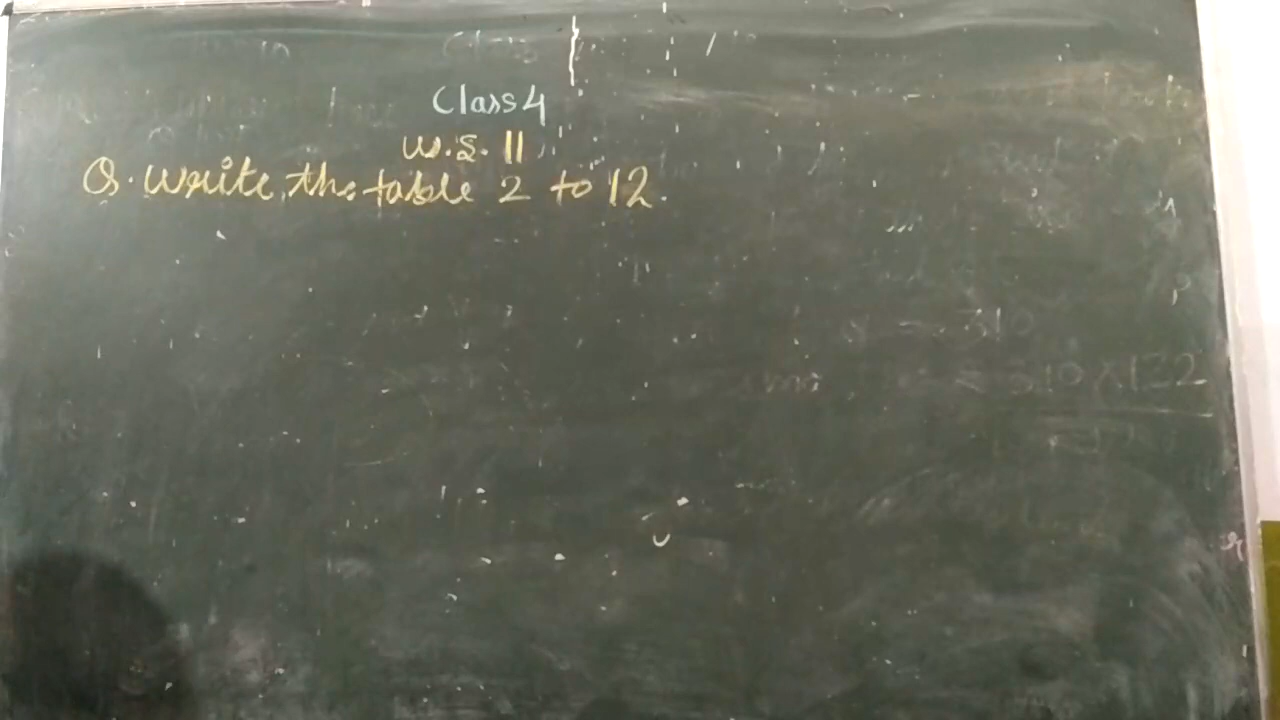 Class 4
W.S. 11
Q. Write the table 2 to 12.